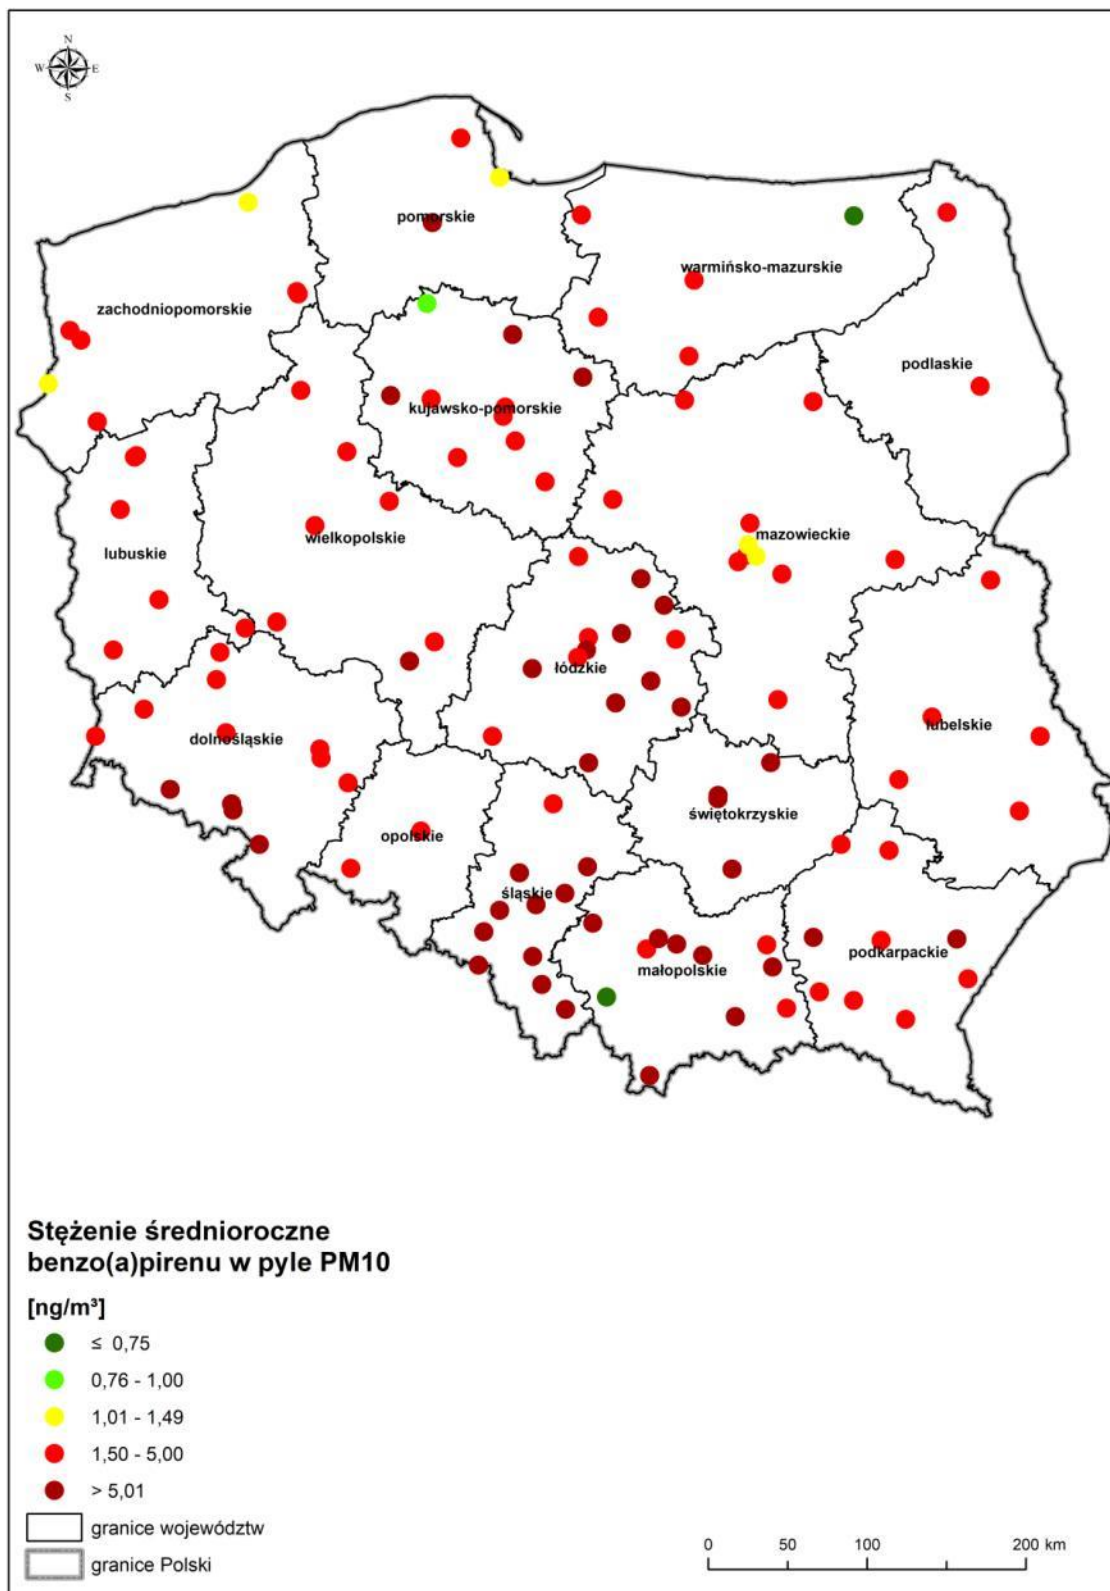 N
W E
S
pomorskie
warmińsko-mazurskie
zachodniopomorskie
podlaskie
kujawsko-pomorskie
mazowieckie
wielkopolskie
lubuskie
łódzkie
lubelskie
dolnośląskie
świętokrzyskie
opolskie
śląskie
podkarpackie
małopolskie
Stężenie średnioroczne
benzo(a)pirenu w pyle PM10
[ng/m³]
≤ 0,75
0,76 - 1,00
1,01 - 1,49
1,50 - 5,00
> 5,01
granice województw
granice Polski
0 50 100 200 km